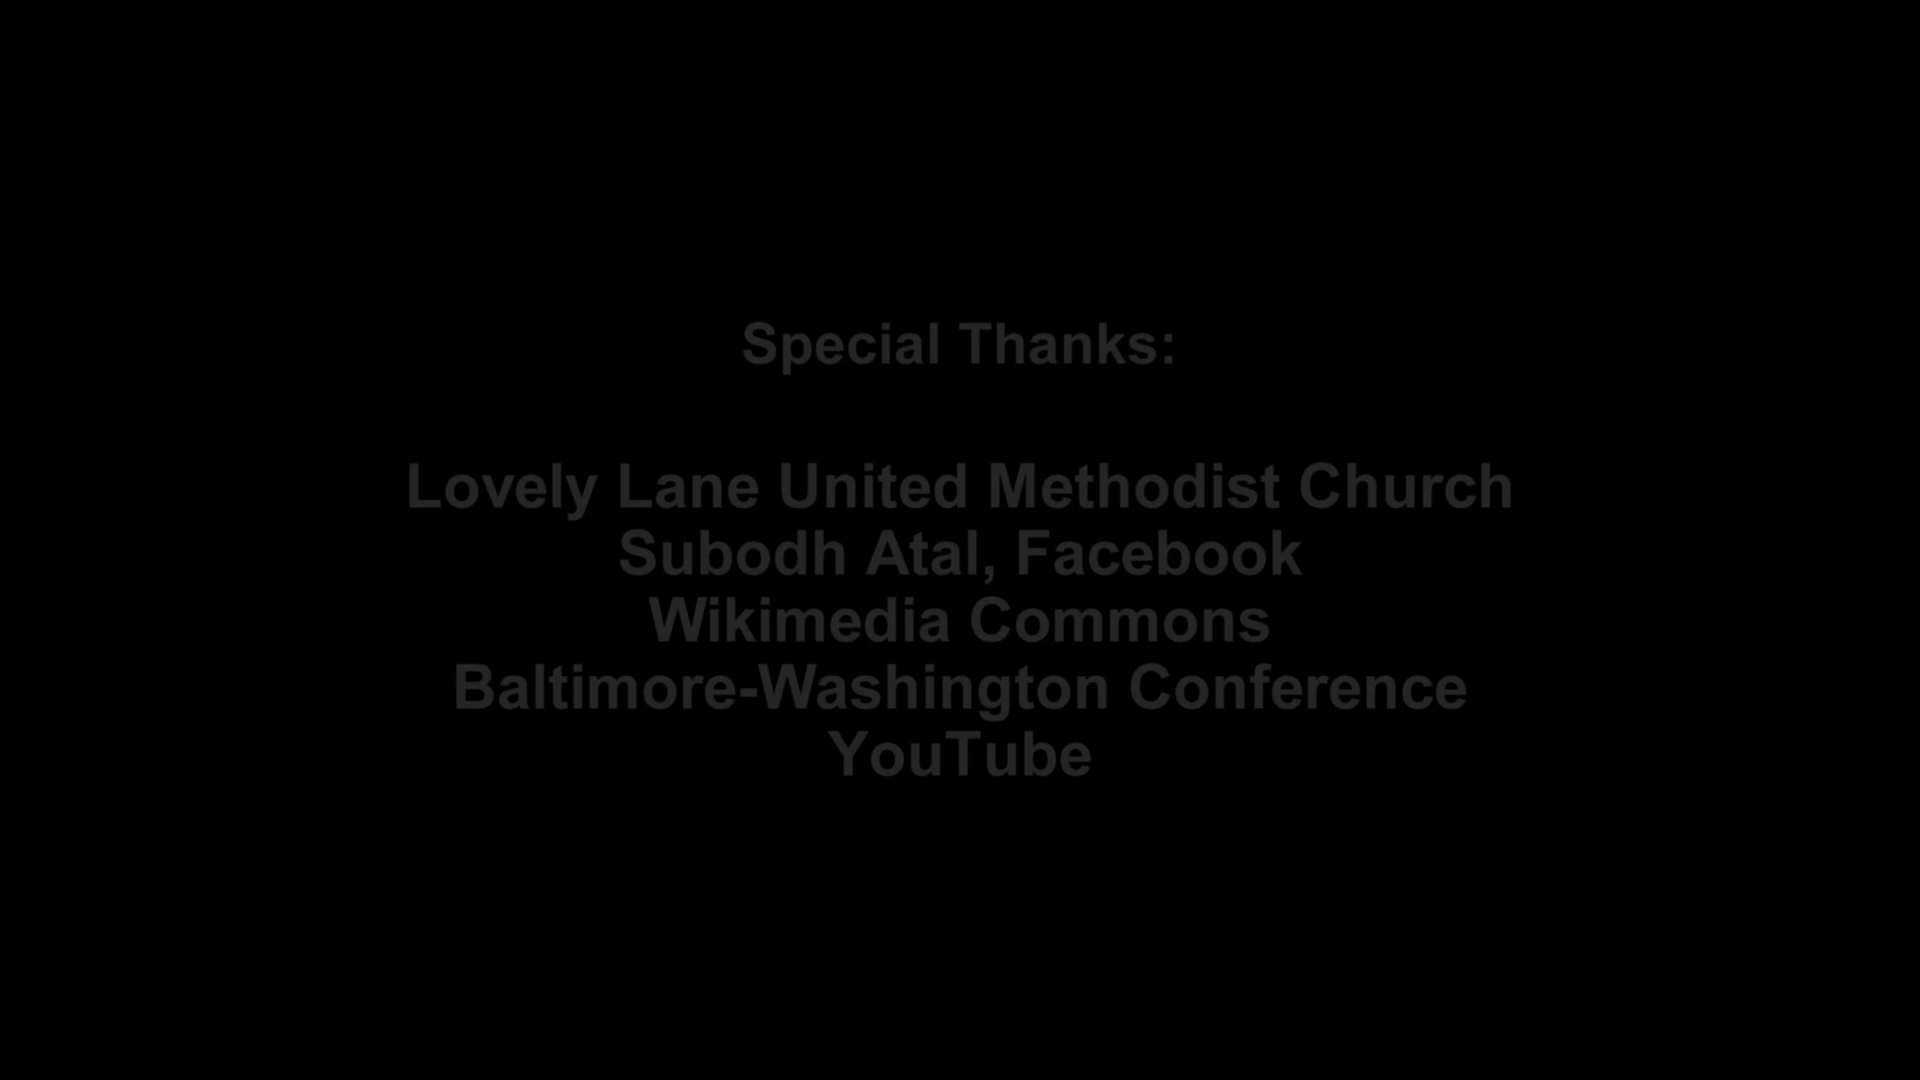 Special Thanks:
Lovely Lane United Methodist Church
Subodh Atal, Facebook
Wikimedia Commons
Baltimore-Washington Conference
YouTube